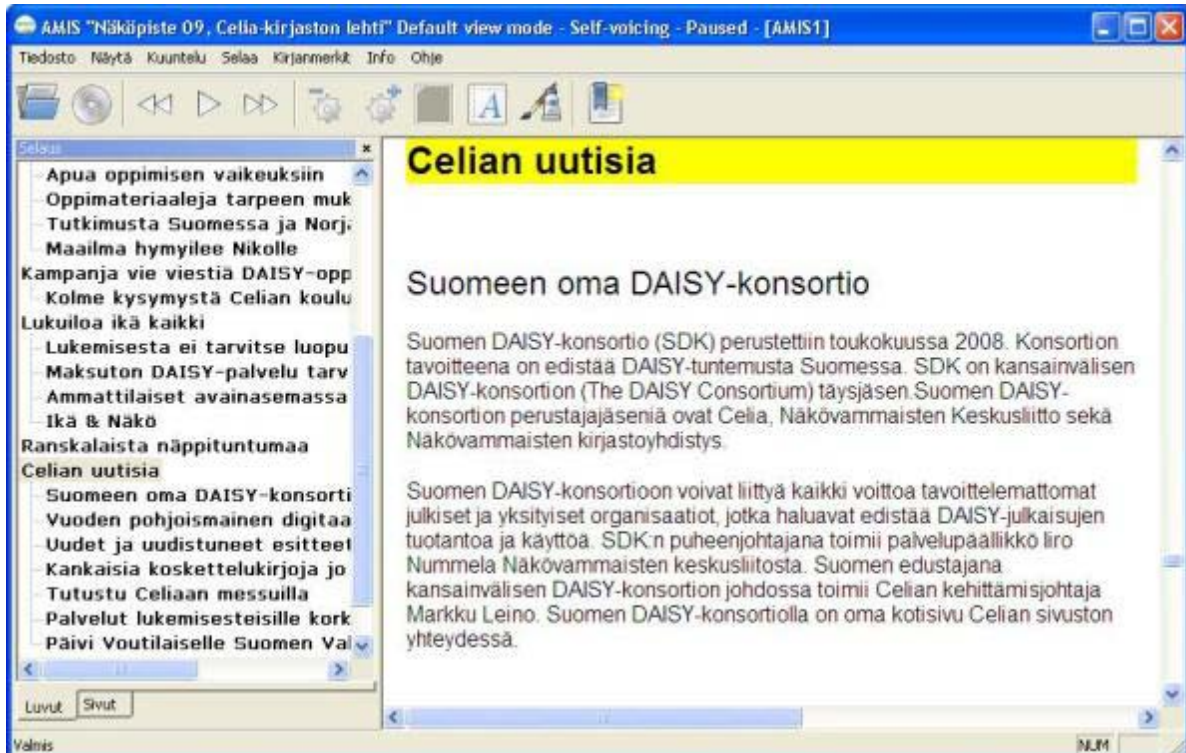 AMIS "Näköpiste 09, Celia-kirjaston lehti" Default view mode - Self-voicing - Paused - [AMIS1]
Tiedosto Näytä Kuuntelu Selaa Kirjanmerkit Info Ohje
Selaus
Apua oppimisen vaikeuksiin
Oppimateriaaleja tarpeen muk
Tutkimusta Suomessa ja Norja
Maailma hymyilee Nikolle
Kampanja vie viestiä DAISY-opp
Kolme kysymystä Celian koulu
Lukuiloa ikä kaikki
Lukemisesta ei tarvitse luopu
Maksuton DAISY-palvelu tarv
Ammattilaiset avainasemassa
Ikä & Näkö
Ranskalaista näppituntumaa
Celian uutisia
Suomeen oma DAISY-konsorti
Vuoden pohjoismainen digitaa
Uudet ja uudistuneet esitteet
Kankaisia koskettelukirjoja jo
Tutustu Celiaan messuilla
Palvelut lukemisesteisille kork
Päivi Voutilaiselle Suomen Val
Luvut Sivut
Celian uutisia
Suomeen oma DAISY-konsortio
Suomen DAISY-konsortio (SDK) perustettiin toukokuussa 2008. Konsortion
tavoitteena on edistää DAISY-tuntemusta Suomessa. SDK on kansainvälisen
DAISY-konsortion (The DAISY Consortium) täysjäsen.Suomen DAISY-
konsortion perustajajäseniä ovat Celia, Näkövammaisten Keskusliitto sekä
Näkövammaisten kirjastoyhdistys.
Suomen DAISY-konsortioon voivat liittyä kaikki voittoa tavoittelemattomat
julkiset ja yksityiset organisaatiot, jotka haluavat edistää DAISY-julkaisujen
tuotantoa ja käyttöä. SDK:n puheenjohtajana toimii palvelupäällikkö Iiro
Nummela Näkövammaisten keskusliitosta. Suomen edustajana
kansainvälisen DAISY-konsortion johdossa toimii Celian kehittämisjohtaja
Markku Leino. Suomen DAISY-konsortiolla on oma kotisivu Celian sivuston
yhteydessä.
Valmis NUM